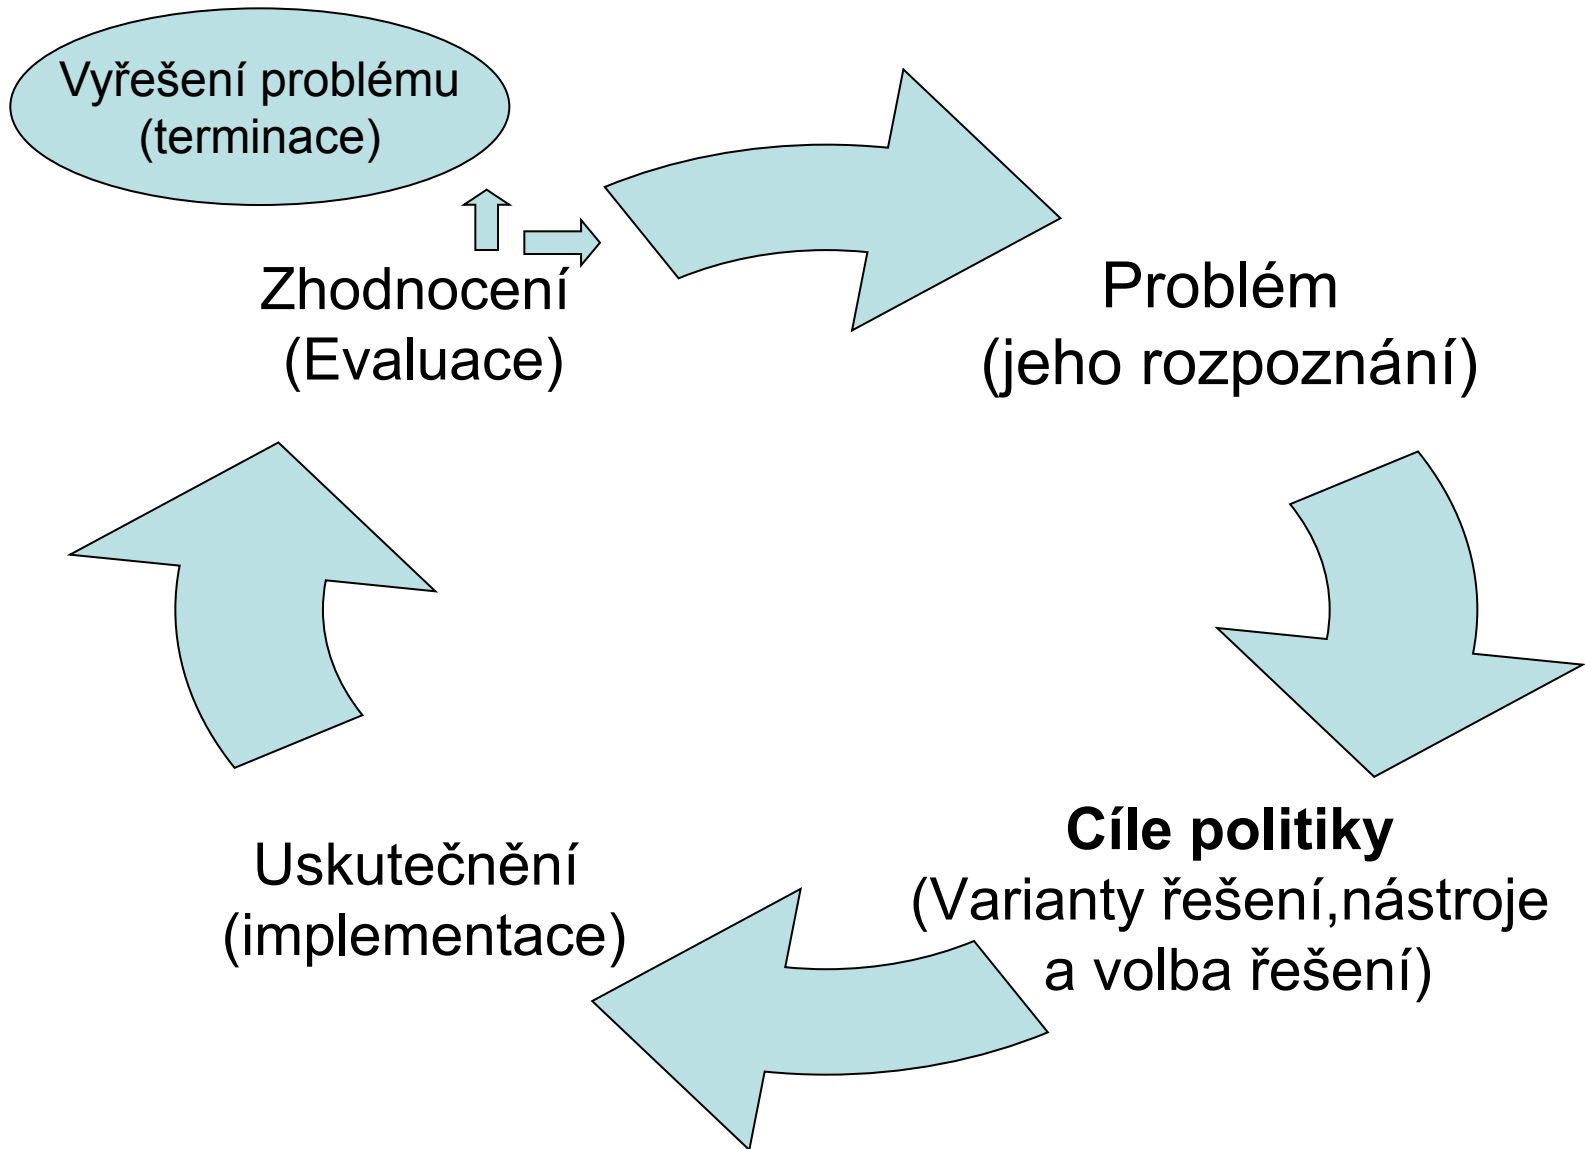 Vyřešení problému
(terminace)
Zhodnocení
(Evaluace)
Problém
(jeho rozpoznání)
Cíle politiky
(Varianty řešení,nástroje
a volba řešení)
Uskutečnění
(implementace)